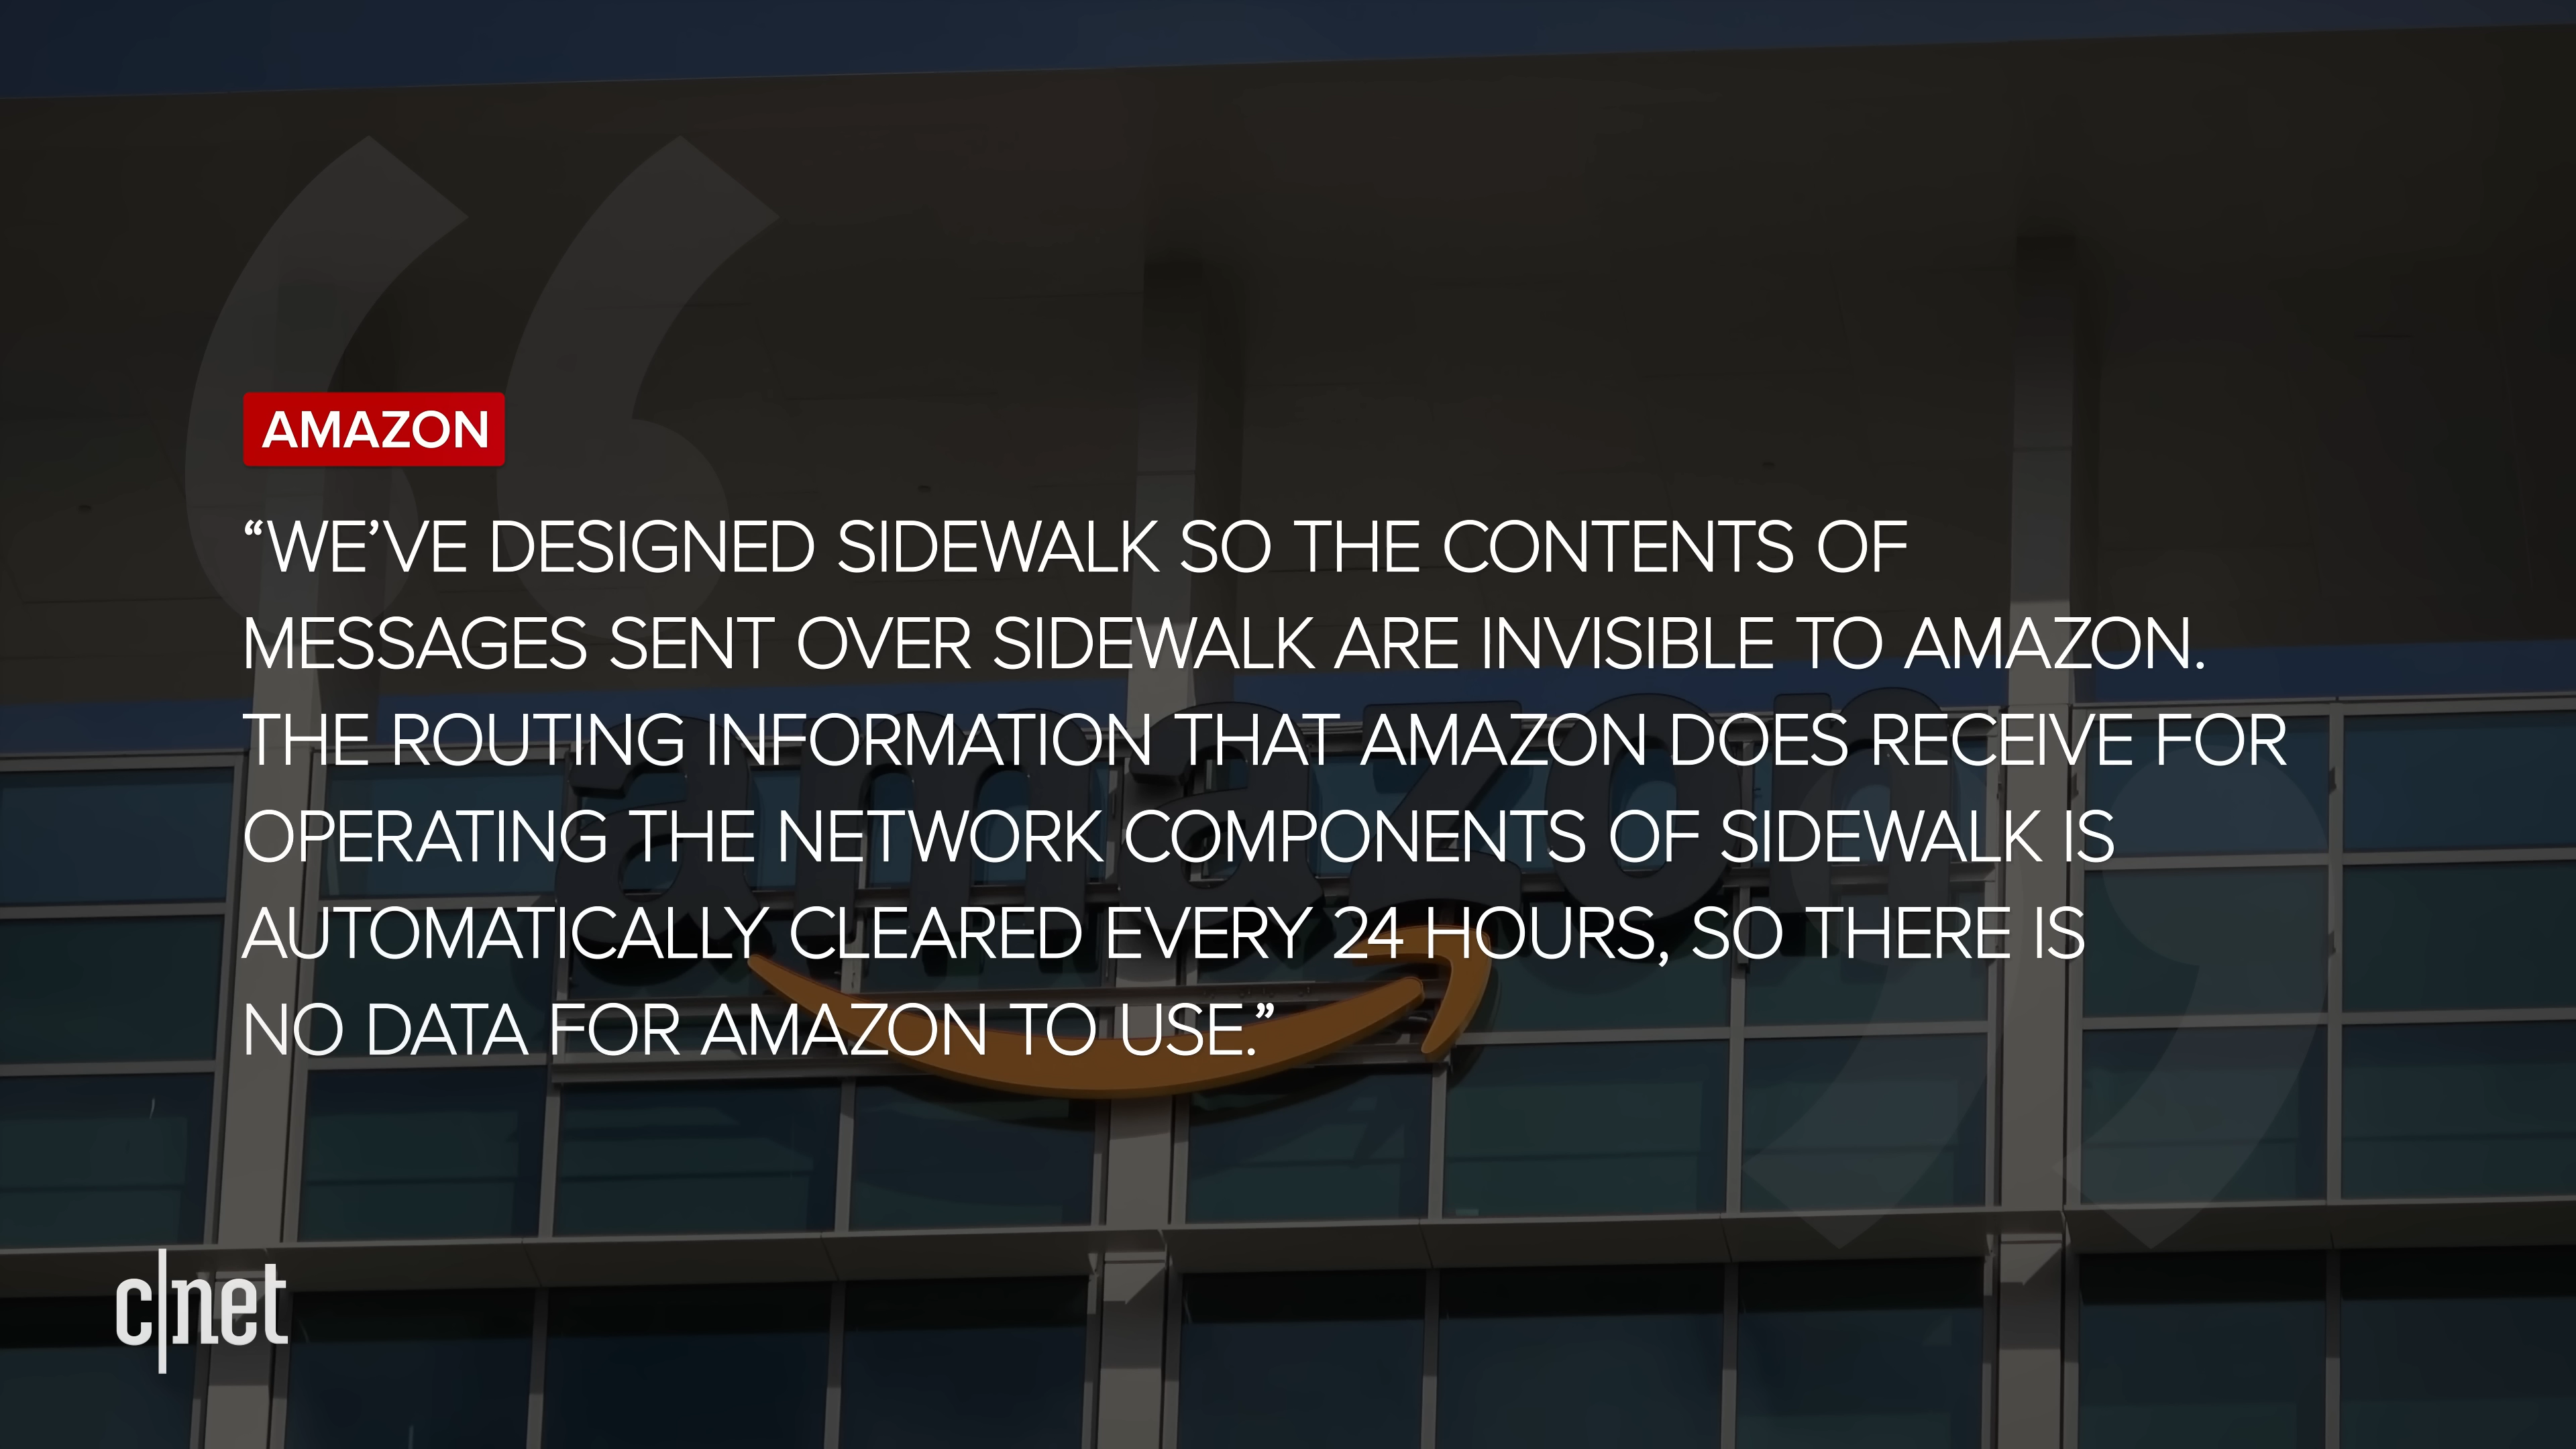 AMAZON
“WE’VE DESIGNED SIDEWALK SO THE CONTENTS OF
MESSAGES SENT OVER SIDEWALK ARE INVISIBLE TO AMAZON.
THE ROUTING INFORMATION THAT AMAZON DOES RECEIVE FOR
OPERATING THE NETWORK COMPONENTS OF SIDEWALK IS
AUTOMATICALLY CLEARED EVERY 24 HOURS, SO THERE IS
NO DATA FOR AMAZON TO USE.”
amazon
c|net